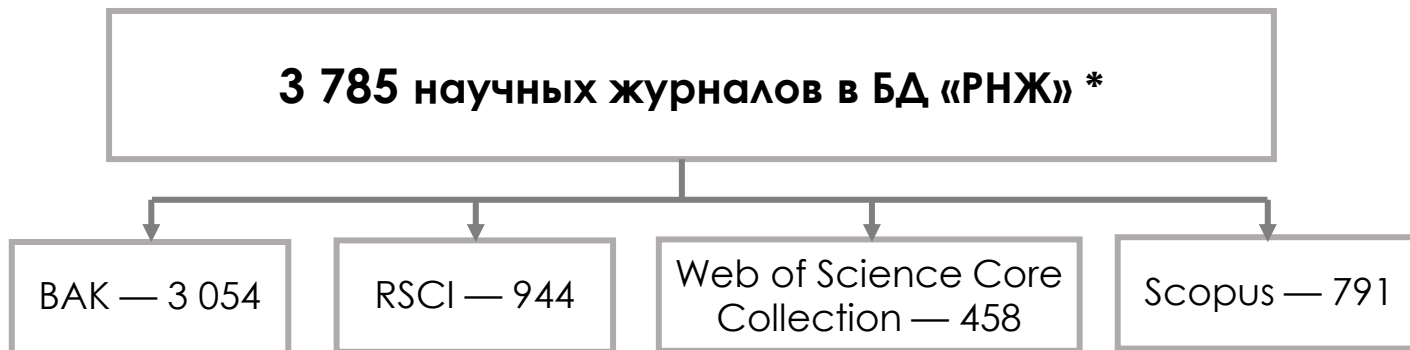 3 785 научных журналов в БД «РНЖ» *
ВАК — 3 054
RSCI — 944
Web of Science Core
Collection — 458
Scopus — 791